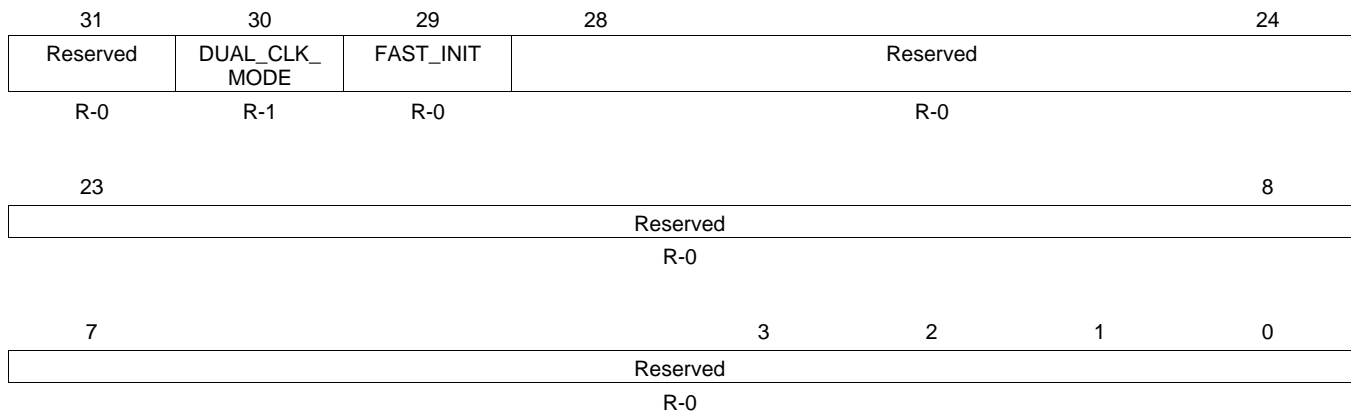 31 30 29 28 24
Reserved DUAL_CLK_ FAST_INIT Reserved
MODE
R-0 R-1 R-0 R-0
23 8
Reserved
R-0
7 3 2 1 0
Reserved
R-0